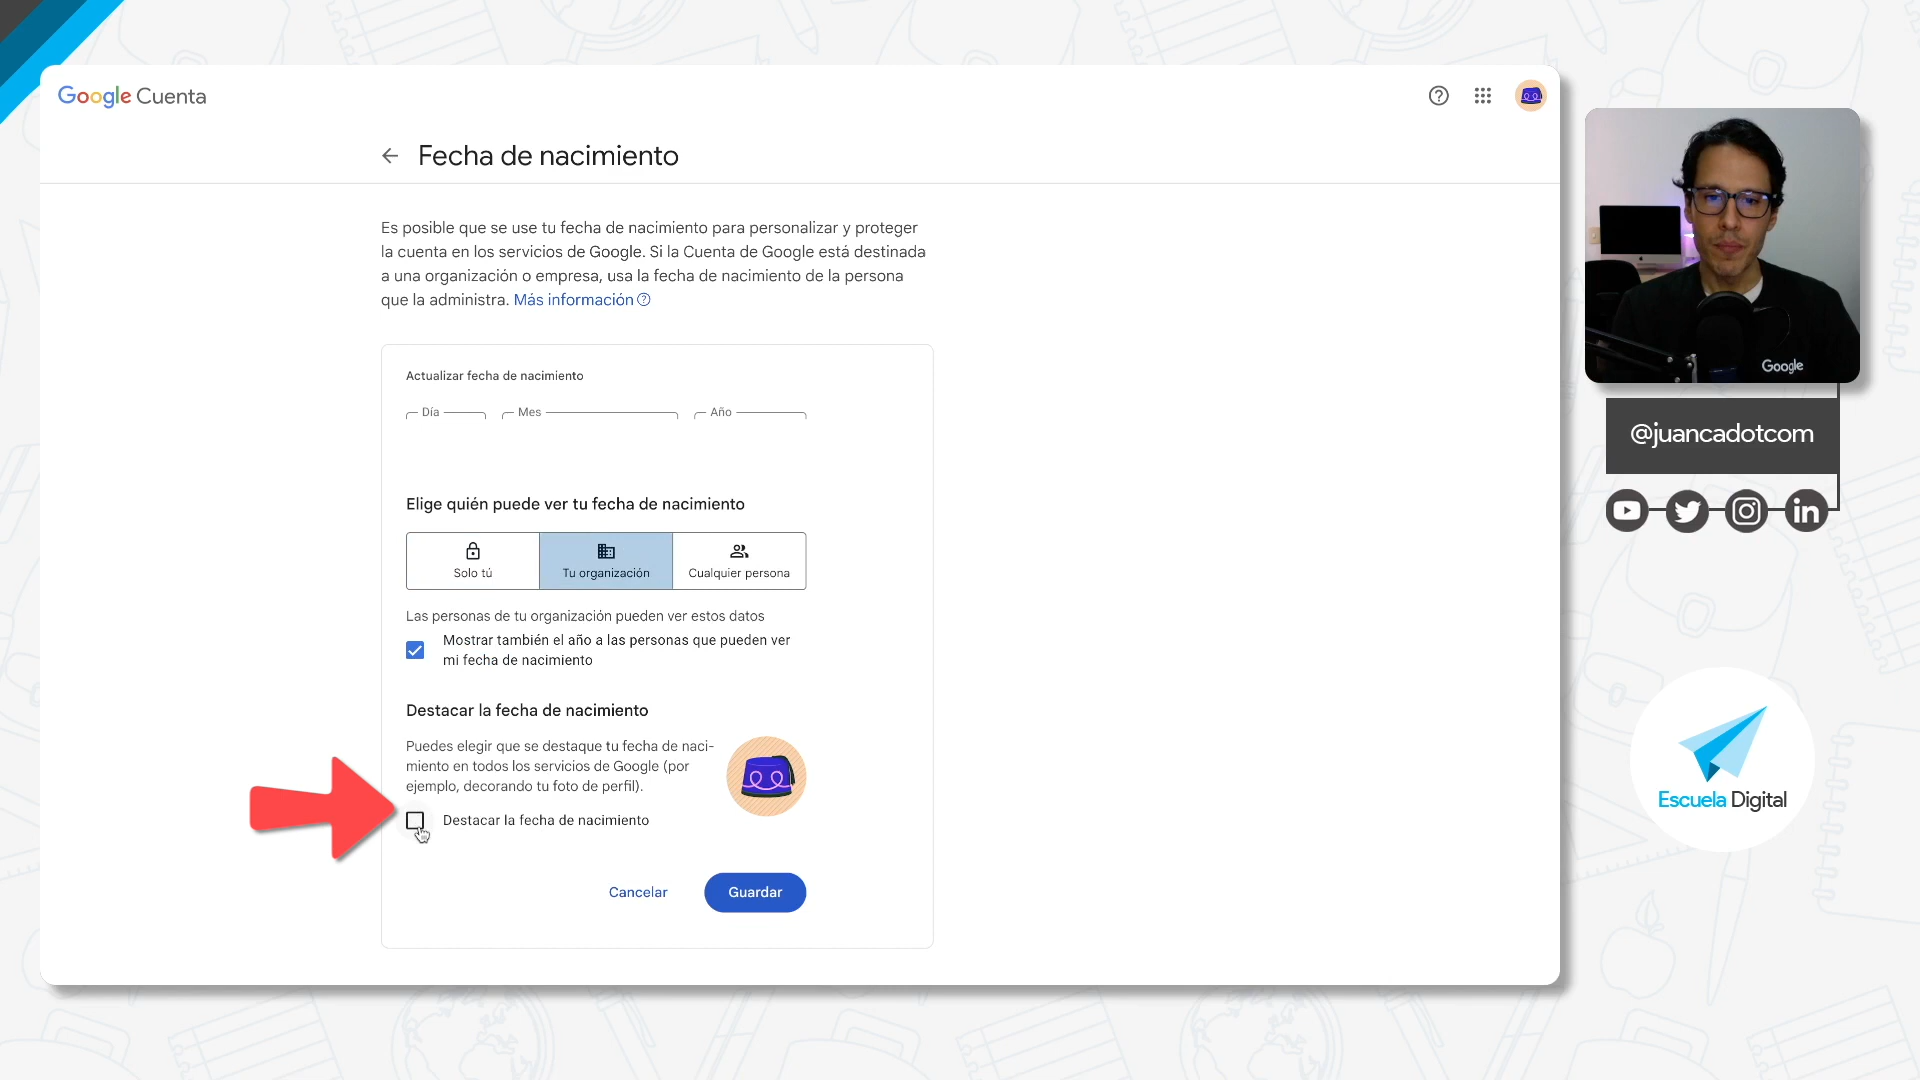 Google Cuenta
Fecha de nacimiento
Es posible que se use tu fecha de nacimiento para personalizar y proteger
la cuenta en los servicios de Google. Si la Cuenta de Google está destinada
a una organización o empresa, usa la fecha de nacimiento de la persona
que la administra. Más información
Actualizar fecha de nacimiento
Día Mes Año
Elige quién puede ver tu fecha de nacimiento
Solo tú Tu organización Cualquier persona
Las personas de tu organización pueden ver estos datos
Mostrar también el año a las personas que pueden ver
mi fecha de nacimiento
Destacar la fecha de nacimiento
Puedes elegir que se destaque tu fecha de naci-
miento en todos los servicios de Google (por
ejemplo, decorando tu foto de perfil).
Destacar la fecha de nacimiento
Cancelar Guardar
Google
@juancadotcom
in
Escuela Digital